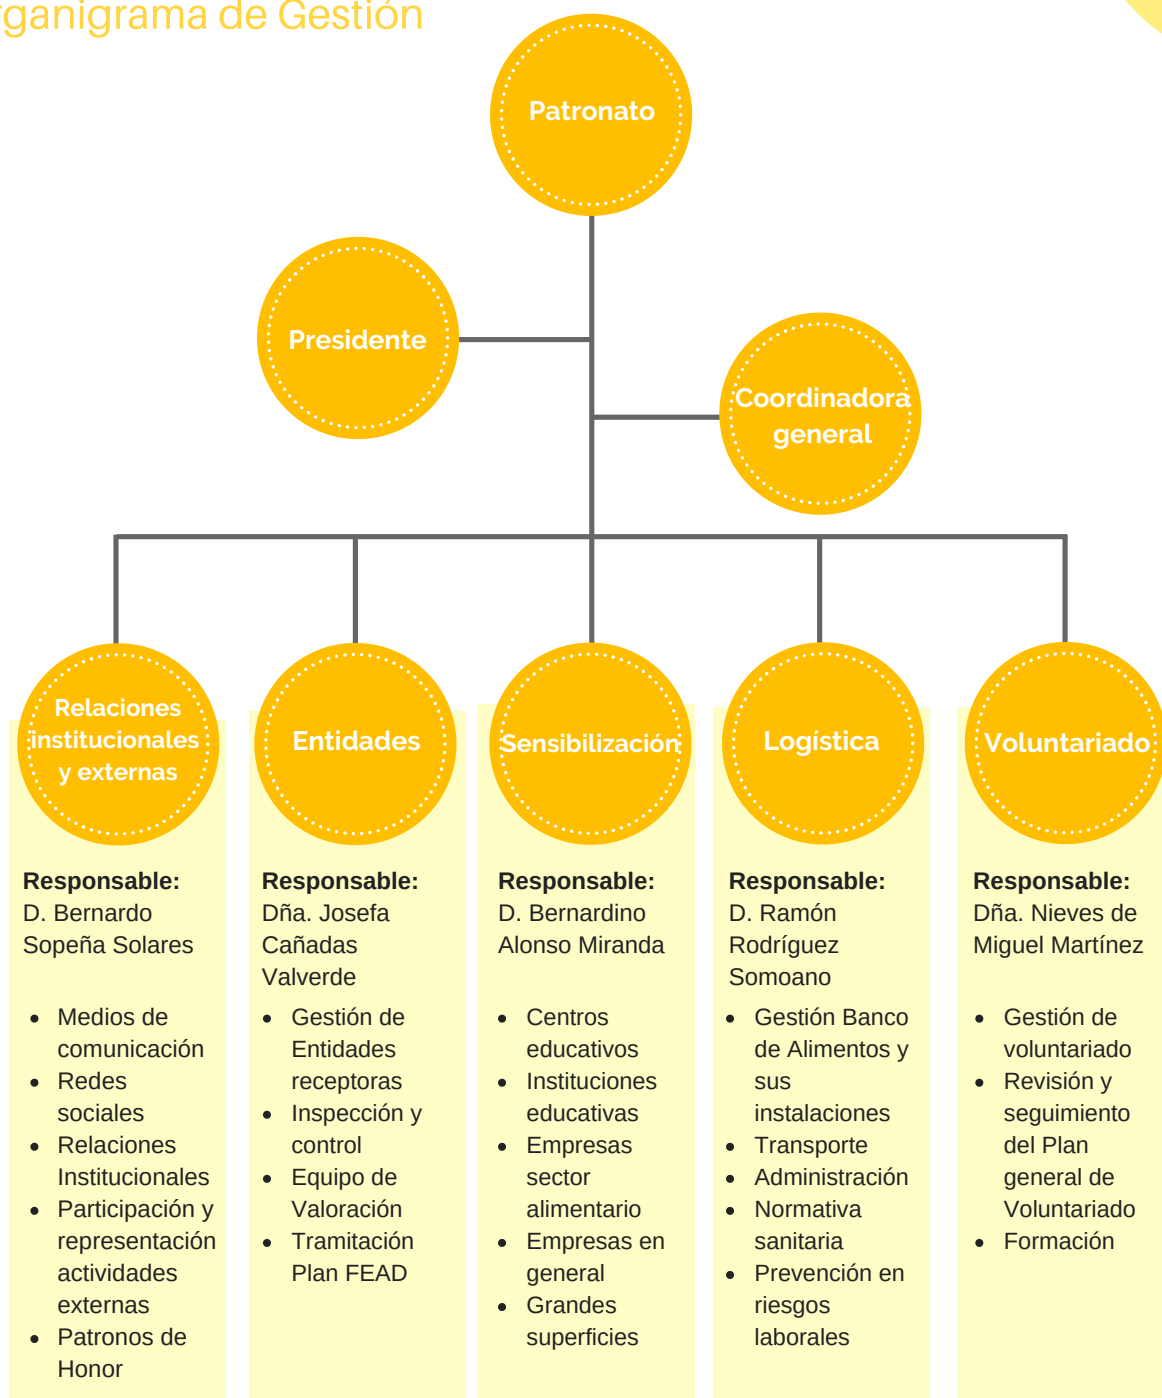 rganigrama de Gestión
Patronato
Presidente
Coordinadora
general
Relaciones
institucionales
y externas
Entidades
Sensibilización
Logística
Voluntariado
Responsable:
D. Bernardo
Sopeña Solares
Medios de
comunicación
Redes
sociales
Relaciones
Institucionales
Participación y
representación
actividades
externas
Patronos de
Honor
Responsable:
Dña. Josefa
Cañadas
Valverde
Gestión de
Entidades
receptoras
Inspección y
control
Equipo de
Valoración
Tramitación
Plan FEAD
Responsable:
D. Bernardino
Alonso Miranda
Centros
educativos
Instituciones
educativas
Empresas
sector
alimentario
Empresas en
general
Grandes
superficies
Responsable:
D. Ramón
Rodríguez
Somoano
Gestión Banco
de Alimentos y
sus
instalaciones
Transporte
Administración
Normativa
sanitaria
Prevención en
riesgos
laborales
Responsable:
Dña. Nieves de
Miguel Martínez
Gestión de
voluntariado
Revisión y
seguimiento
del Plan
general de
Voluntariado
Formación